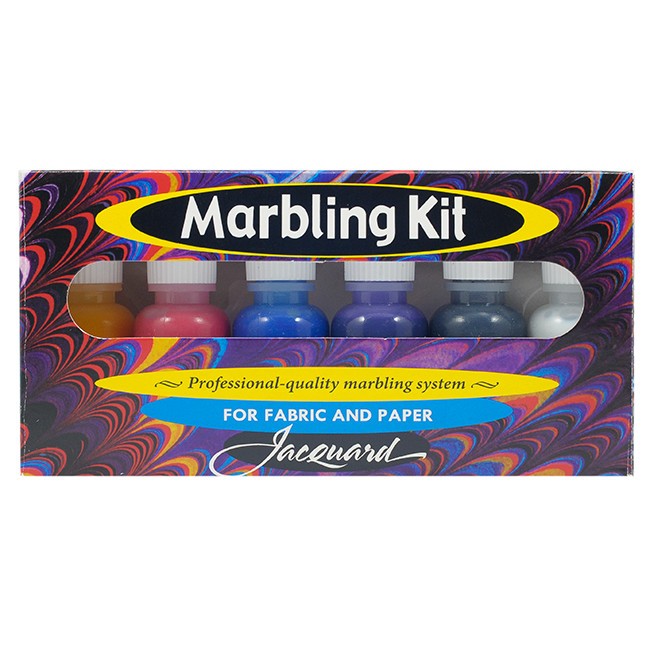 Marbling Kit
Professional-quality marbling system
FOR FABRIC AND PAPER
Jacquard